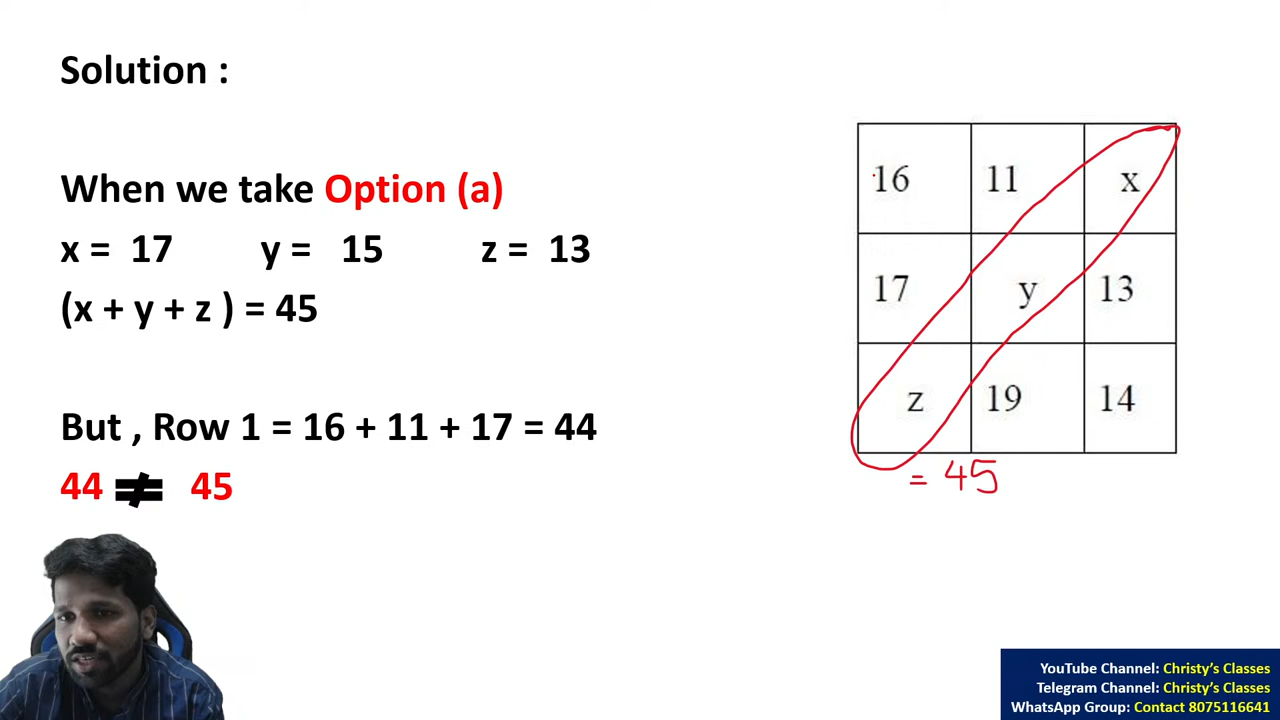 Solution :
When we take Option (a)
x = 17 y = 15 z = 13
(x + y + z ) = 45
But , Row 1 = 16 + 11 + 17 = 44
44 ≠ 45
16 11 x
17 y 13
z 19 14
= 45
YouTube Channel: Christy's Classes
Telegram Channel: Christy's Classes
WhatsApp Group: Contact 8075116641